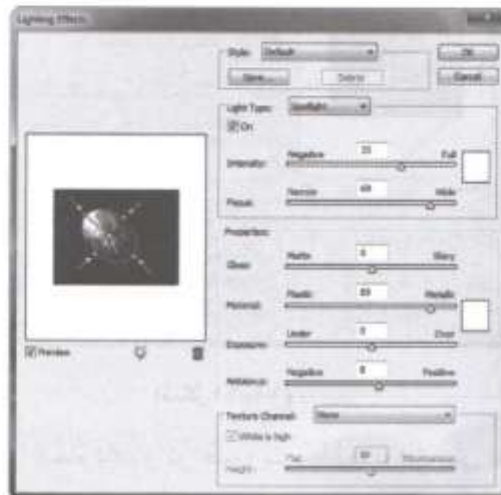 Lighting Effects
Style: Default
OK
Save... Delete
Cancel
Light Type: Spotlight
On
Intensity: Negative 35 Full
Focus: Narrow 69 Wide
Properties:
Gloss: Matte 0 Shiny
Material: Plastic 69 Metallic
Exposure: Under 0 Over
Ambience: Negative 8 Positive
Preview
Texture Channel: None
White is high
Height: Flat 50 Mountainous